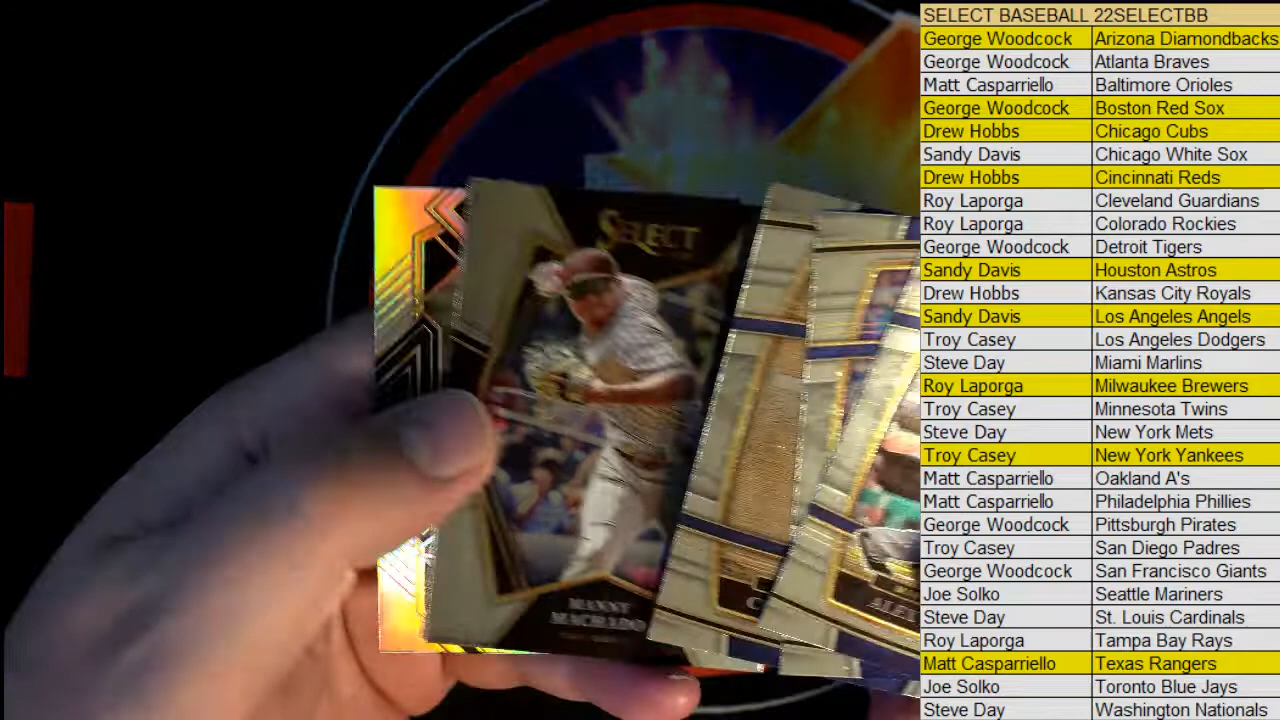 SELECT BASEBALL 22SELECTBB
George Woodcock Arizona Diamondbacks
George Woodcock Atlanta Braves
Matt Casparriello Baltimore Orioles
George Woodcock Boston Red Sox
Drew Hobbs Chicago Cubs
Sandy Davis Chicago White Sox
Drew Hobbs Cincinnati Reds
Roy Laporga Cleveland Guardians
Roy Laporga Colorado Rockies
George Woodcock Detroit Tigers
Sandy Davis Houston Astros
Drew Hobbs Kansas City Royals
Sandy Davis Los Angeles Angels
Troy Casey Los Angeles Dodgers
Steve Day Miami Marlins
Roy Laporga Milwaukee Brewers
Troy Casey Minnesota Twins
Steve Day New York Mets
Troy Casey New York Yankees
Matt Casparriello Oakland A's
Matt Casparriello Philadelphia Phillies
George Woodcock Pittsburgh Pirates
Troy Casey San Diego Padres
George Woodcock San Francisco Giants
Joe Solko Seattle Mariners
Steve Day St. Louis Cardinals
Roy Laporga Tampa Bay Rays
Matt Casparriello Texas Rangers
Joe Solko Toronto Blue Jays
Steve Day Washington Nationals
SELECT
MANNY
MACHADO
C
ALE